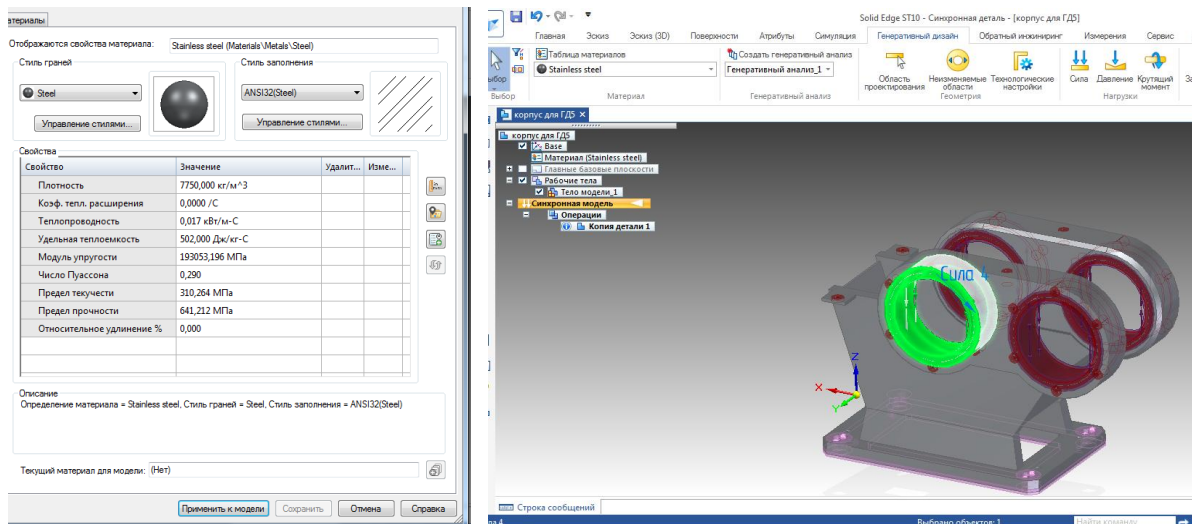 атериалы
Отображаются свойства материала:
Stainless steel (Materials\Metals\Steel)
Стиль граней
Стиль заполнения
Steel
ANSI32(Steel)
Управление стилями...
Управление стилями...
Свойства
Свойство Значение Удалит... Изме...
Плотность 7750,000 кг/м^3
Коэф. тепл. расширения 0,0000 /C
Теплопроводность 0,017 кВт/м-С
Удельная теплоемкость 502,000 Дж/кг-С
Модуль упругости 193053,196 МПа
Число Пуассона 0,290
Предел текучести 310,264 МПа
Предел прочности 641,212 МПа
Относительное удлинение % 0,000
Описание
Определение материала = Stainless steel, Стиль граней = Steel, Стиль заполнения = ANSI32(Steel)
Текущий материал для модели: (Нет)
Применить к модели Сохранить Отмена Справка
Solid Edge ST10 - Синхронная деталь - [корпус для ГД5]
Главная Эскиз Эскиз (3D) Поверхности Атрибуты Симуляция Генеративный дизайн Обратный инжиниринг Измерения Сервис
Таблица материалов
Stainless steel
Создать генеративный анализ
Генеративный анализ_1
Область проектирования
Неизменяемые области
Технологические настройки
Сила Давление Крутящий момент
ыбор
Выбор Материал Генеративный анализ Геометрия Нагрузки
корпус для ГД5
корпус для ГД5
Base
Материал (Stainless steel)
Главные базовые плоскости
Рабочие тела
Тело модели_1
Синхронная модель
Операции
Копия детали 1
Сила 4
Z
X
Y
Строка сообщений
ла 4
Выбрано объектов: 1
Найти команду